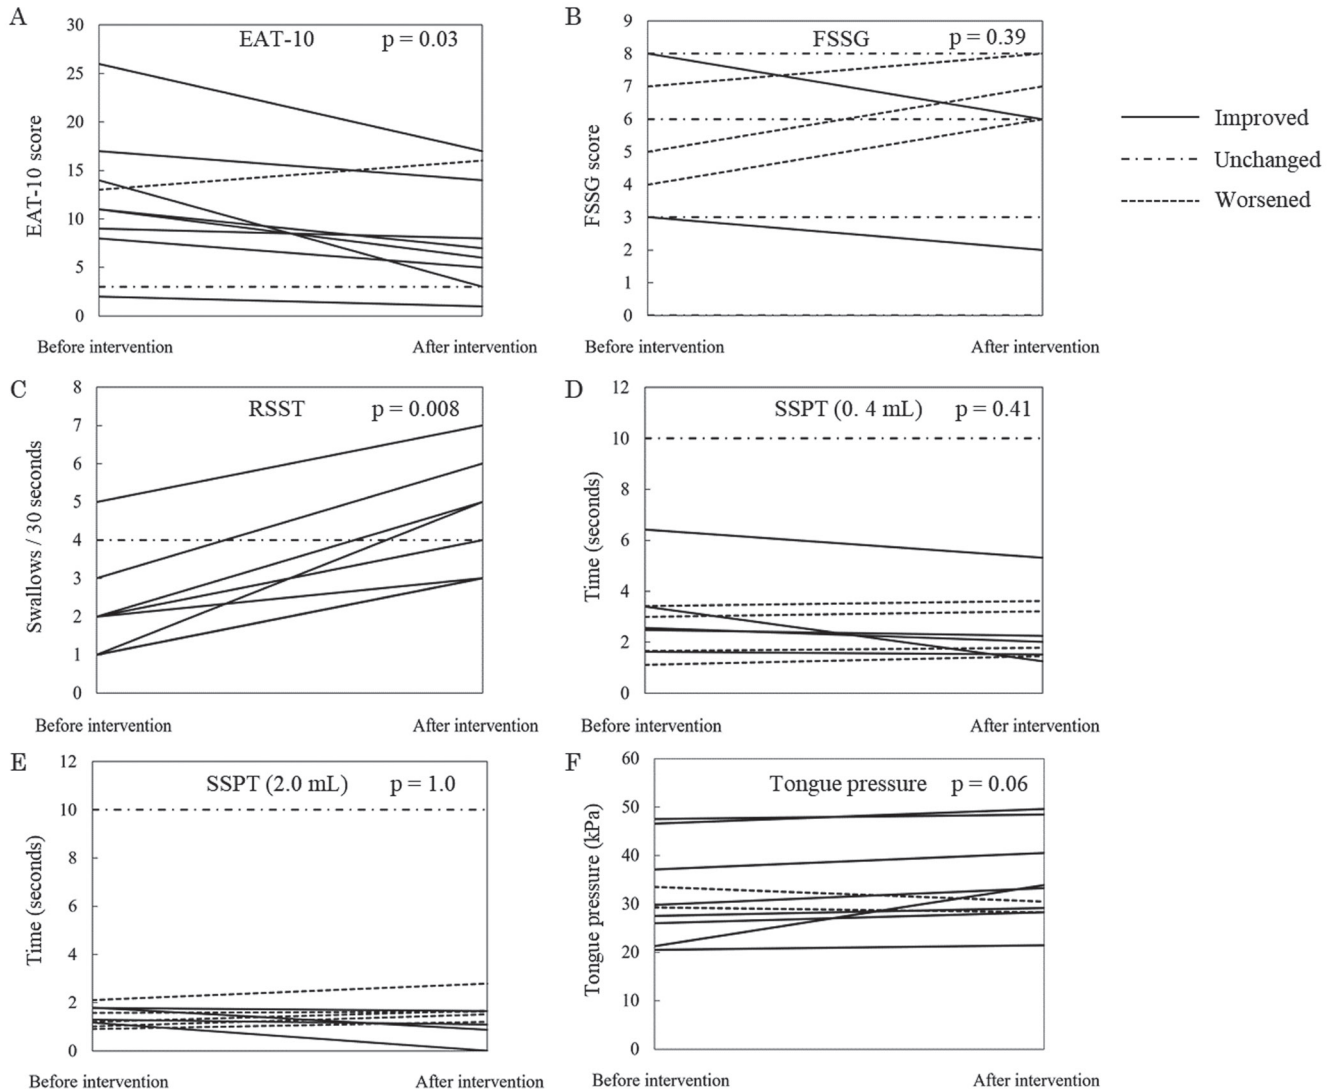 A
EAT-10 p = 0.03
EAT-10 score
30
25
20
15
10
5
0
Before intervention After intervention
B
FSSG p = 0.39
FSSG score
9
8
7
6
5
4
3
2
1
0
Before intervention After intervention
Improved
Unchanged
Worsened
C
RSST p = 0.008
Swallows / 30 seconds
8
7
6
5
4
3
2
1
0
Before intervention After intervention
D
SSPT (0. 4 mL) p = 0.41
Time (seconds)
12
10
8
6
4
2
0
Before intervention After intervention
E
SSPT (2.0 mL) p = 1.0
Time (seconds)
12
10
8
6
4
2
0
Before intervention After intervention
F
Tongue pressure p = 0.06
Tongue pressure (kPa)
60
50
40
30
20
10
0
Before intervention After intervention